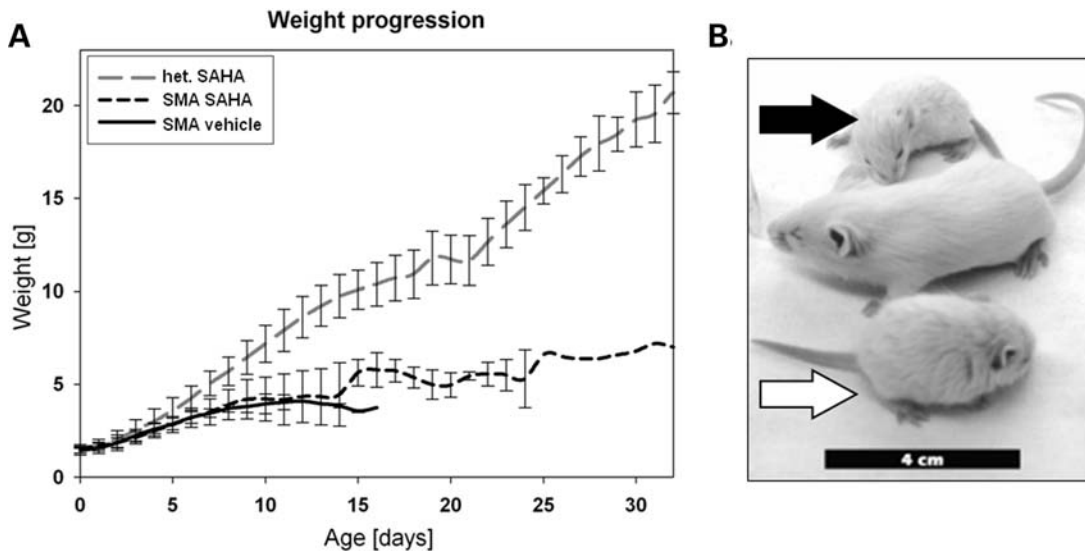 Weight progression
A
B
het. SAHA
SMA SAHA
SMA vehicle
Weight [g]
20
15
10
5
0
0 5 10 15 20 25 30
Age [days]
4 cm